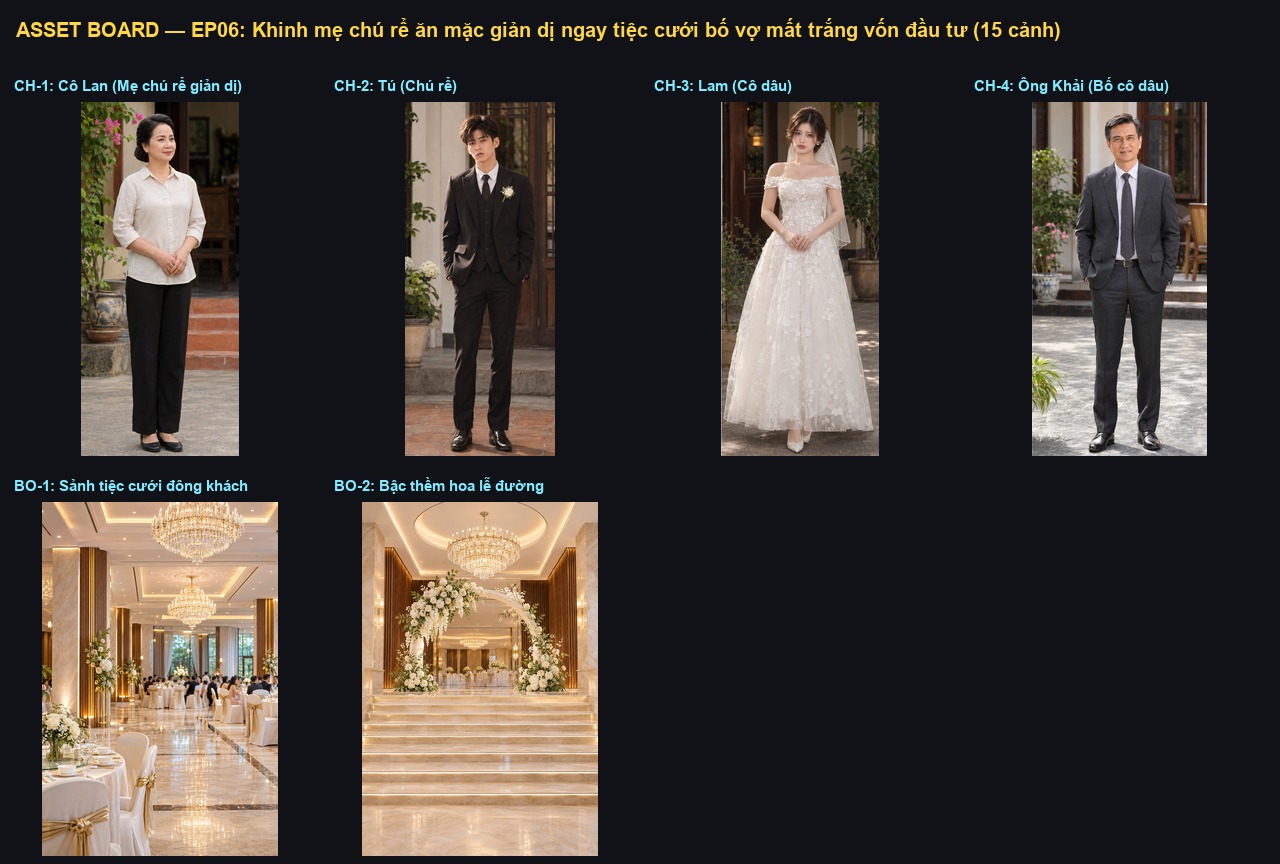 ASSET BOARD — EP06: Khinh mẹ chú rể ăn mặc giản dị ngay tiệc cưới bố vợ mất trắng vốn đầu tư (15 cảnh)
CH-1: Cô Lan (Mẹ chú rể giản dị)
CH-2: Tú (Chú rể)
CH-3: Lam (Cô dâu)
CH-4: Ông Khải (Bố cô dâu)
BO-1: Sảnh tiệc cưới đông khách
BO-2: Bậc thềm hoa lễ đường